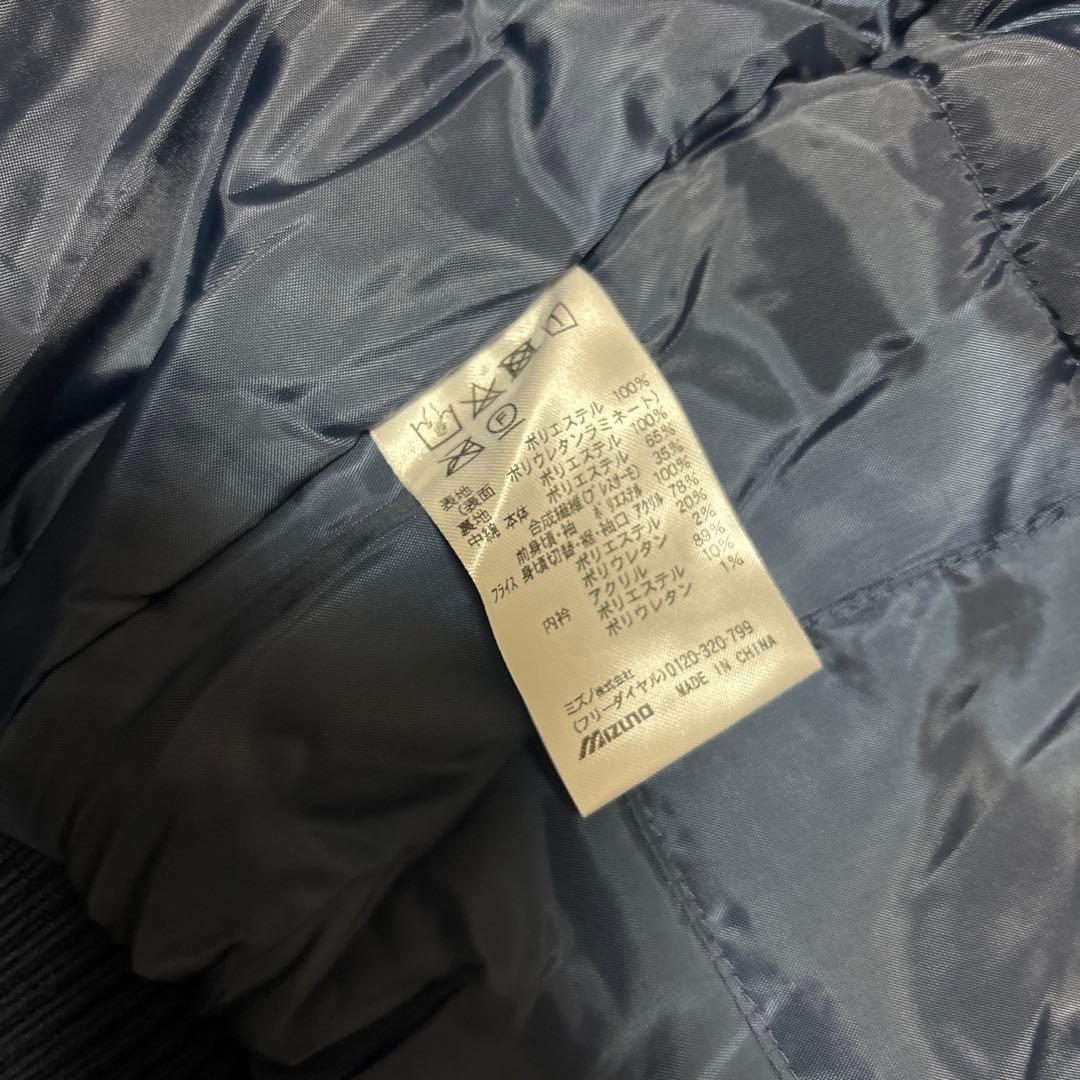 表地 ポリエステル 100%
(裏面 ポリウレタンラミネート)
裏地 ポリエステル 100%
中綿 本体 ポリエステル 65%
合成繊維(ブレスサーモ) 35%
前身頃・袖 ポリエステル 100%
フライス 身頃切替・裾・袖口 アクリル 78%
ポリエステル 20%
ポリウレタン 2%
内衿 アクリル 89%
ポリエステル 10%
ポリウレタン 1%
ミズノ株式会社
(フリーダイヤル)0120-320-799
MIZUNO MADE IN CHINA